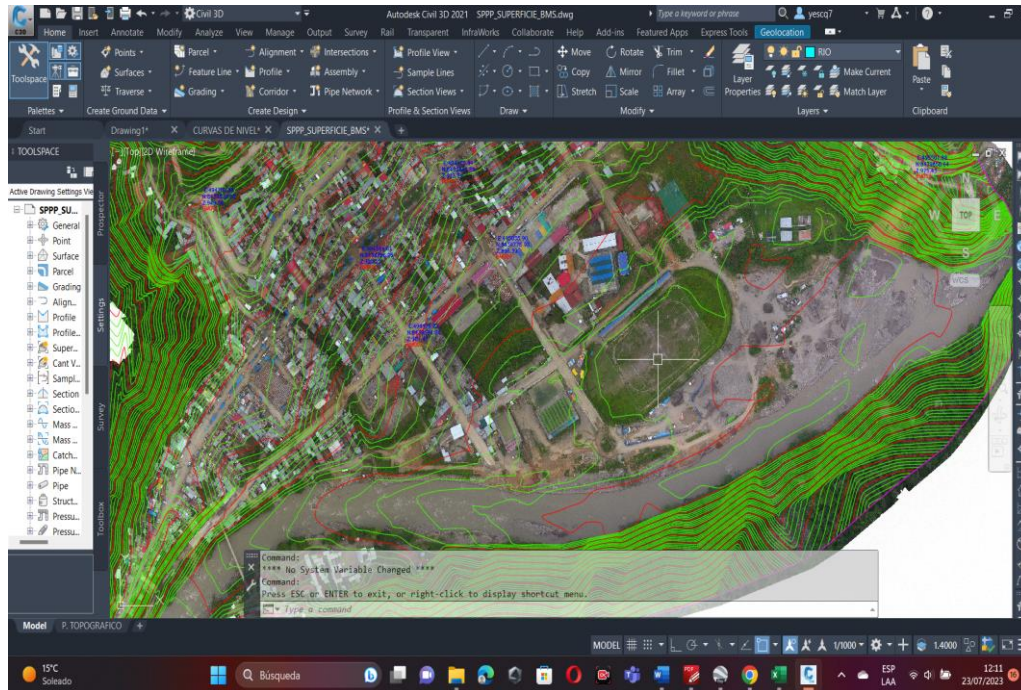 Civil 3D
Autodesk Civil 3D 2021 SPPP_SUPERFICIE_BMS.dwg
Type a keyword or phrase
yescq7
C3D
Home Insert Annotate Modify Analyze View Manage Output Survey Rail Transparent InfraWorks Collaborate Help Add-ins Featured Apps Express Tools Geolocation
Toolspace
Points
Surfaces
Traverse
Parcel
Feature Line
Grading
Alignment
Profile
Corridor
Intersections
Assembly
Pipe Network
Profile View
Sample Lines
Section Views
Move
Copy
Stretch
Rotate
Mirror
Scale
Trim
Fillet
Array
Layer
Properties
RIO
Make Current
Match Layer
Paste
Palettes Create Ground Data Create Design Profile & Section Views Draw Modify Layers Clipboard
Start Drawing1* CURVAS DE NIVEL* SPPP_SUPERFICIE_BMS*
TOOLSPACE
[-][Top][2D Wireframe]
Active Drawing Settings Vie
SPPP_SU...
General
Point
Surface
Parcel
Grading
Align...
Profile
Profile...
Super...
Cant V...
Sampl...
Section
Sectio...
Mass ...
Mass ...
Catch...
Pipe N...
Pipe
Struct...
Pressu...
Pressu...
Prospector
Settings
Survey
Toolbox
N
W TOP E
S
WCS
Command:
**** No System Variable Changed ****
Command:
Press ESC or ENTER to exit, or right-click to display shortcut menu.
Type a command
Model P. TOPOGRAFICO
MODEL 1/1000 1.4000
15°C
Soleado
Búsqueda
ESP
LAA
12:11
23/07/2023